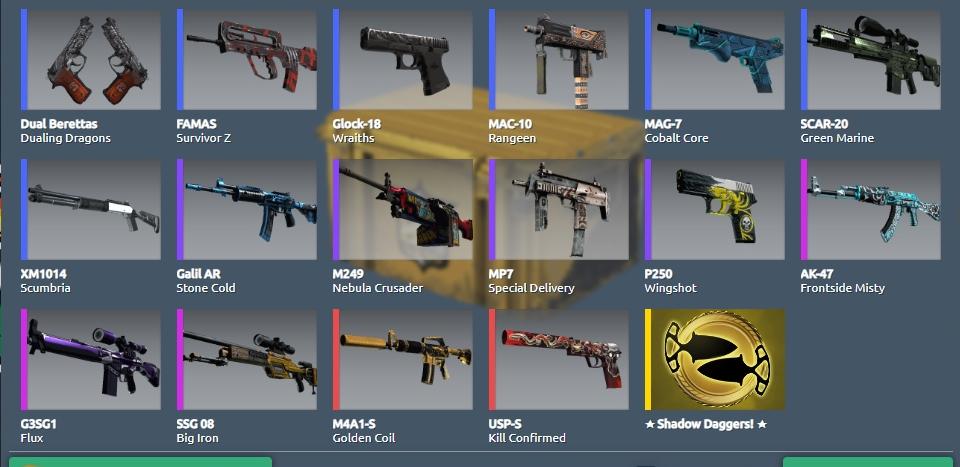 Dual Berettas
Dualing Dragons
FAMAS
Survivor Z
Glock-18
Wraiths
MAC-10
Rangeen
MAG-7
Cobalt Core
SCAR-20
Green Marine
XM1014
Scumbria
Galil AR
Stone Cold
M249
Nebula Crusader
MP7
Special Delivery
P250
Wingshot
AK-47
Frontside Misty
G3SG1
Flux
SSG 08
Big Iron
M4A1-S
Golden Coil
USP-S
Kill Confirmed
★ Shadow Daggers! ★